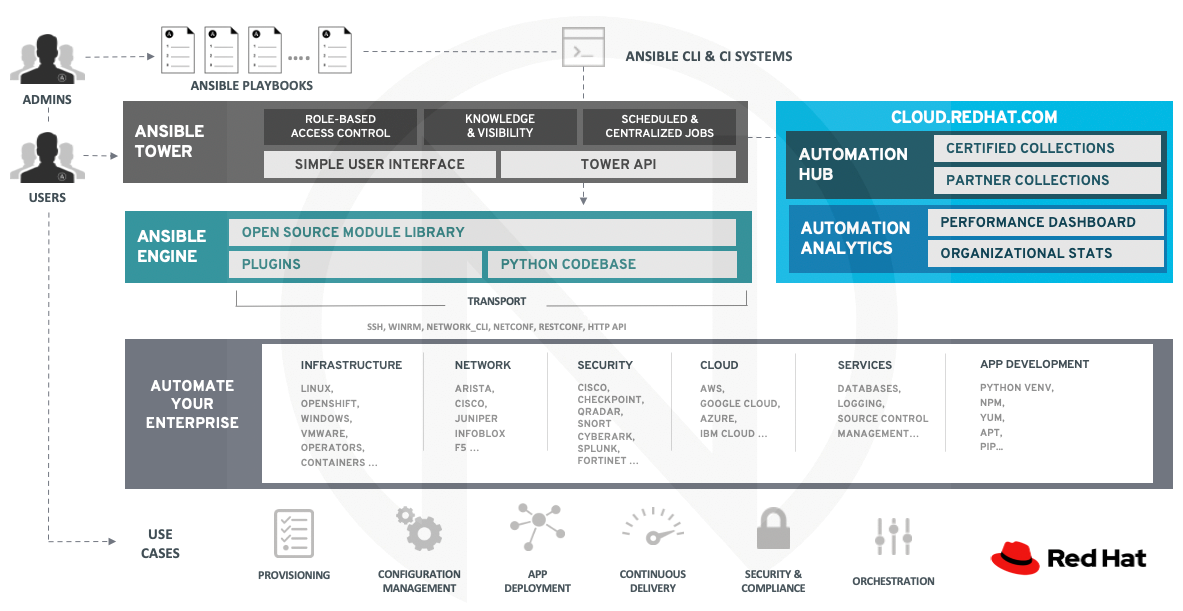 ADMINS
ANSIBLE PLAYBOOKS
ANSIBLE CLI & CI SYSTEMS
USERS
ANSIBLE
TOWER
ROLE-BASED
ACCESS CONTROL
KNOWLEDGE
& VISIBILITY
SCHEDULED &
CENTRALIZED JOBS
SIMPLE USER INTERFACE
TOWER API
CLOUD.REDHAT.COM
AUTOMATION
HUB
CERTIFIED COLLECTIONS
PARTNER COLLECTIONS
AUTOMATION
ANALYTICS
PERFORMANCE DASHBOARD
ORGANIZATIONAL STATS
ANSIBLE
ENGINE
OPEN SOURCE MODULE LIBRARY
PLUGINS
PYTHON CODEBASE
TRANSPORT
SSH, WINRM, NETWORK_CLI, NETCONF, RESTCONF, HTTP API
AUTOMATE
YOUR
ENTERPRISE
INFRASTRUCTURE
LINUX,
OPENSHIFT,
WINDOWS,
VMWARE,
OPERATORS,
CONTAINERS ...
NETWORK
ARISTA,
CISCO,
JUNIPER
INFOBLOX
F5 ...
SECURITY
CISCO,
CHECKPOINT,
QRADAR,
SNORT
CYBERARK,
SPLUNK,
FORTINET ...
CLOUD
AWS,
GOOGLE CLOUD,
AZURE,
IBM CLOUD ...
SERVICES
DATABASES,
LOGGING,
SOURCE CONTROL
MANAGEMENT...
APP DEVELOPMENT
PYTHON VENV,
NPM,
YUM,
APT,
PIP...
USE
CASES
PROVISIONING
CONFIGURATION
MANAGEMENT
APP
DEPLOYMENT
CONTINUOUS
DELIVERY
SECURITY &
COMPLIANCE
ORCHESTRATION
Red Hat